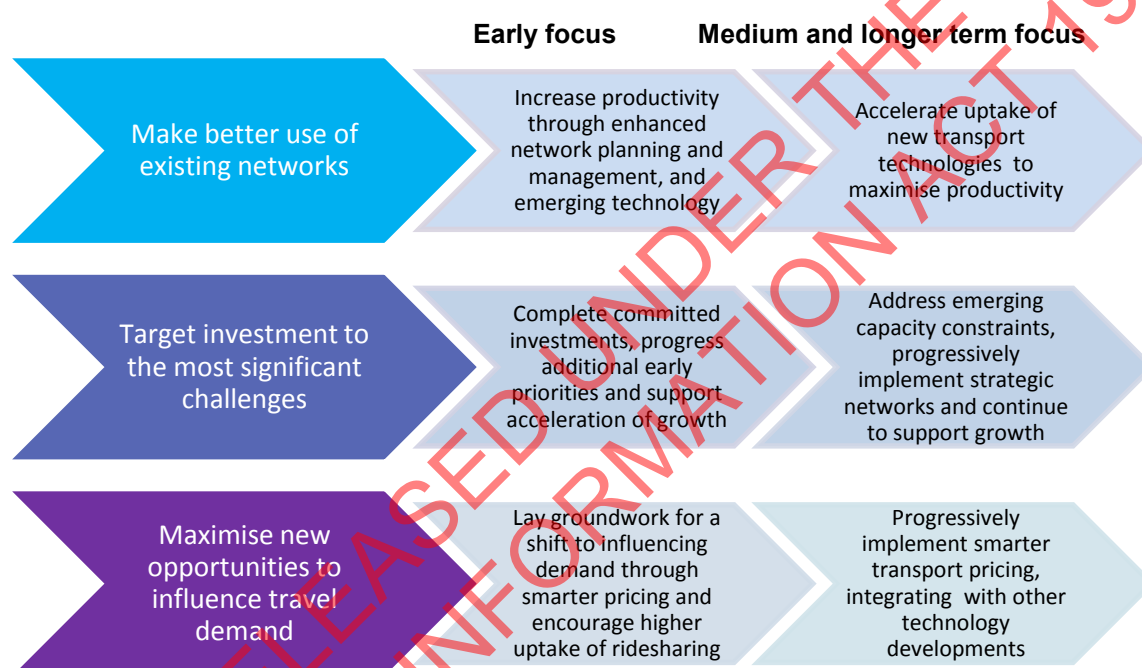 Early focus
Medium and longer term focus
Make better use of
existing networks
Increase productivity
through enhanced
network planning and
management, and
emerging technology
Accelerate uptake of
new transport
technologies to
maximise productivity
Target investment to
the most significant
challenges
Complete committed
investments, progress
additional early
priorities and support
acceleration of growth
Address emerging
capacity constraints,
progressively
implement strategic
networks and continue
to support growth
Maximise new
opportunities to
influence travel
demand
Lay groundwork for a
shift to influencing
demand through
smarter pricing and
encourage higher
uptake of ridesharing
Progressively
implement smarter
transport pricing,
integrating with other
technology
developments
LEASED UNDER THE
INFORMATION ACT 19